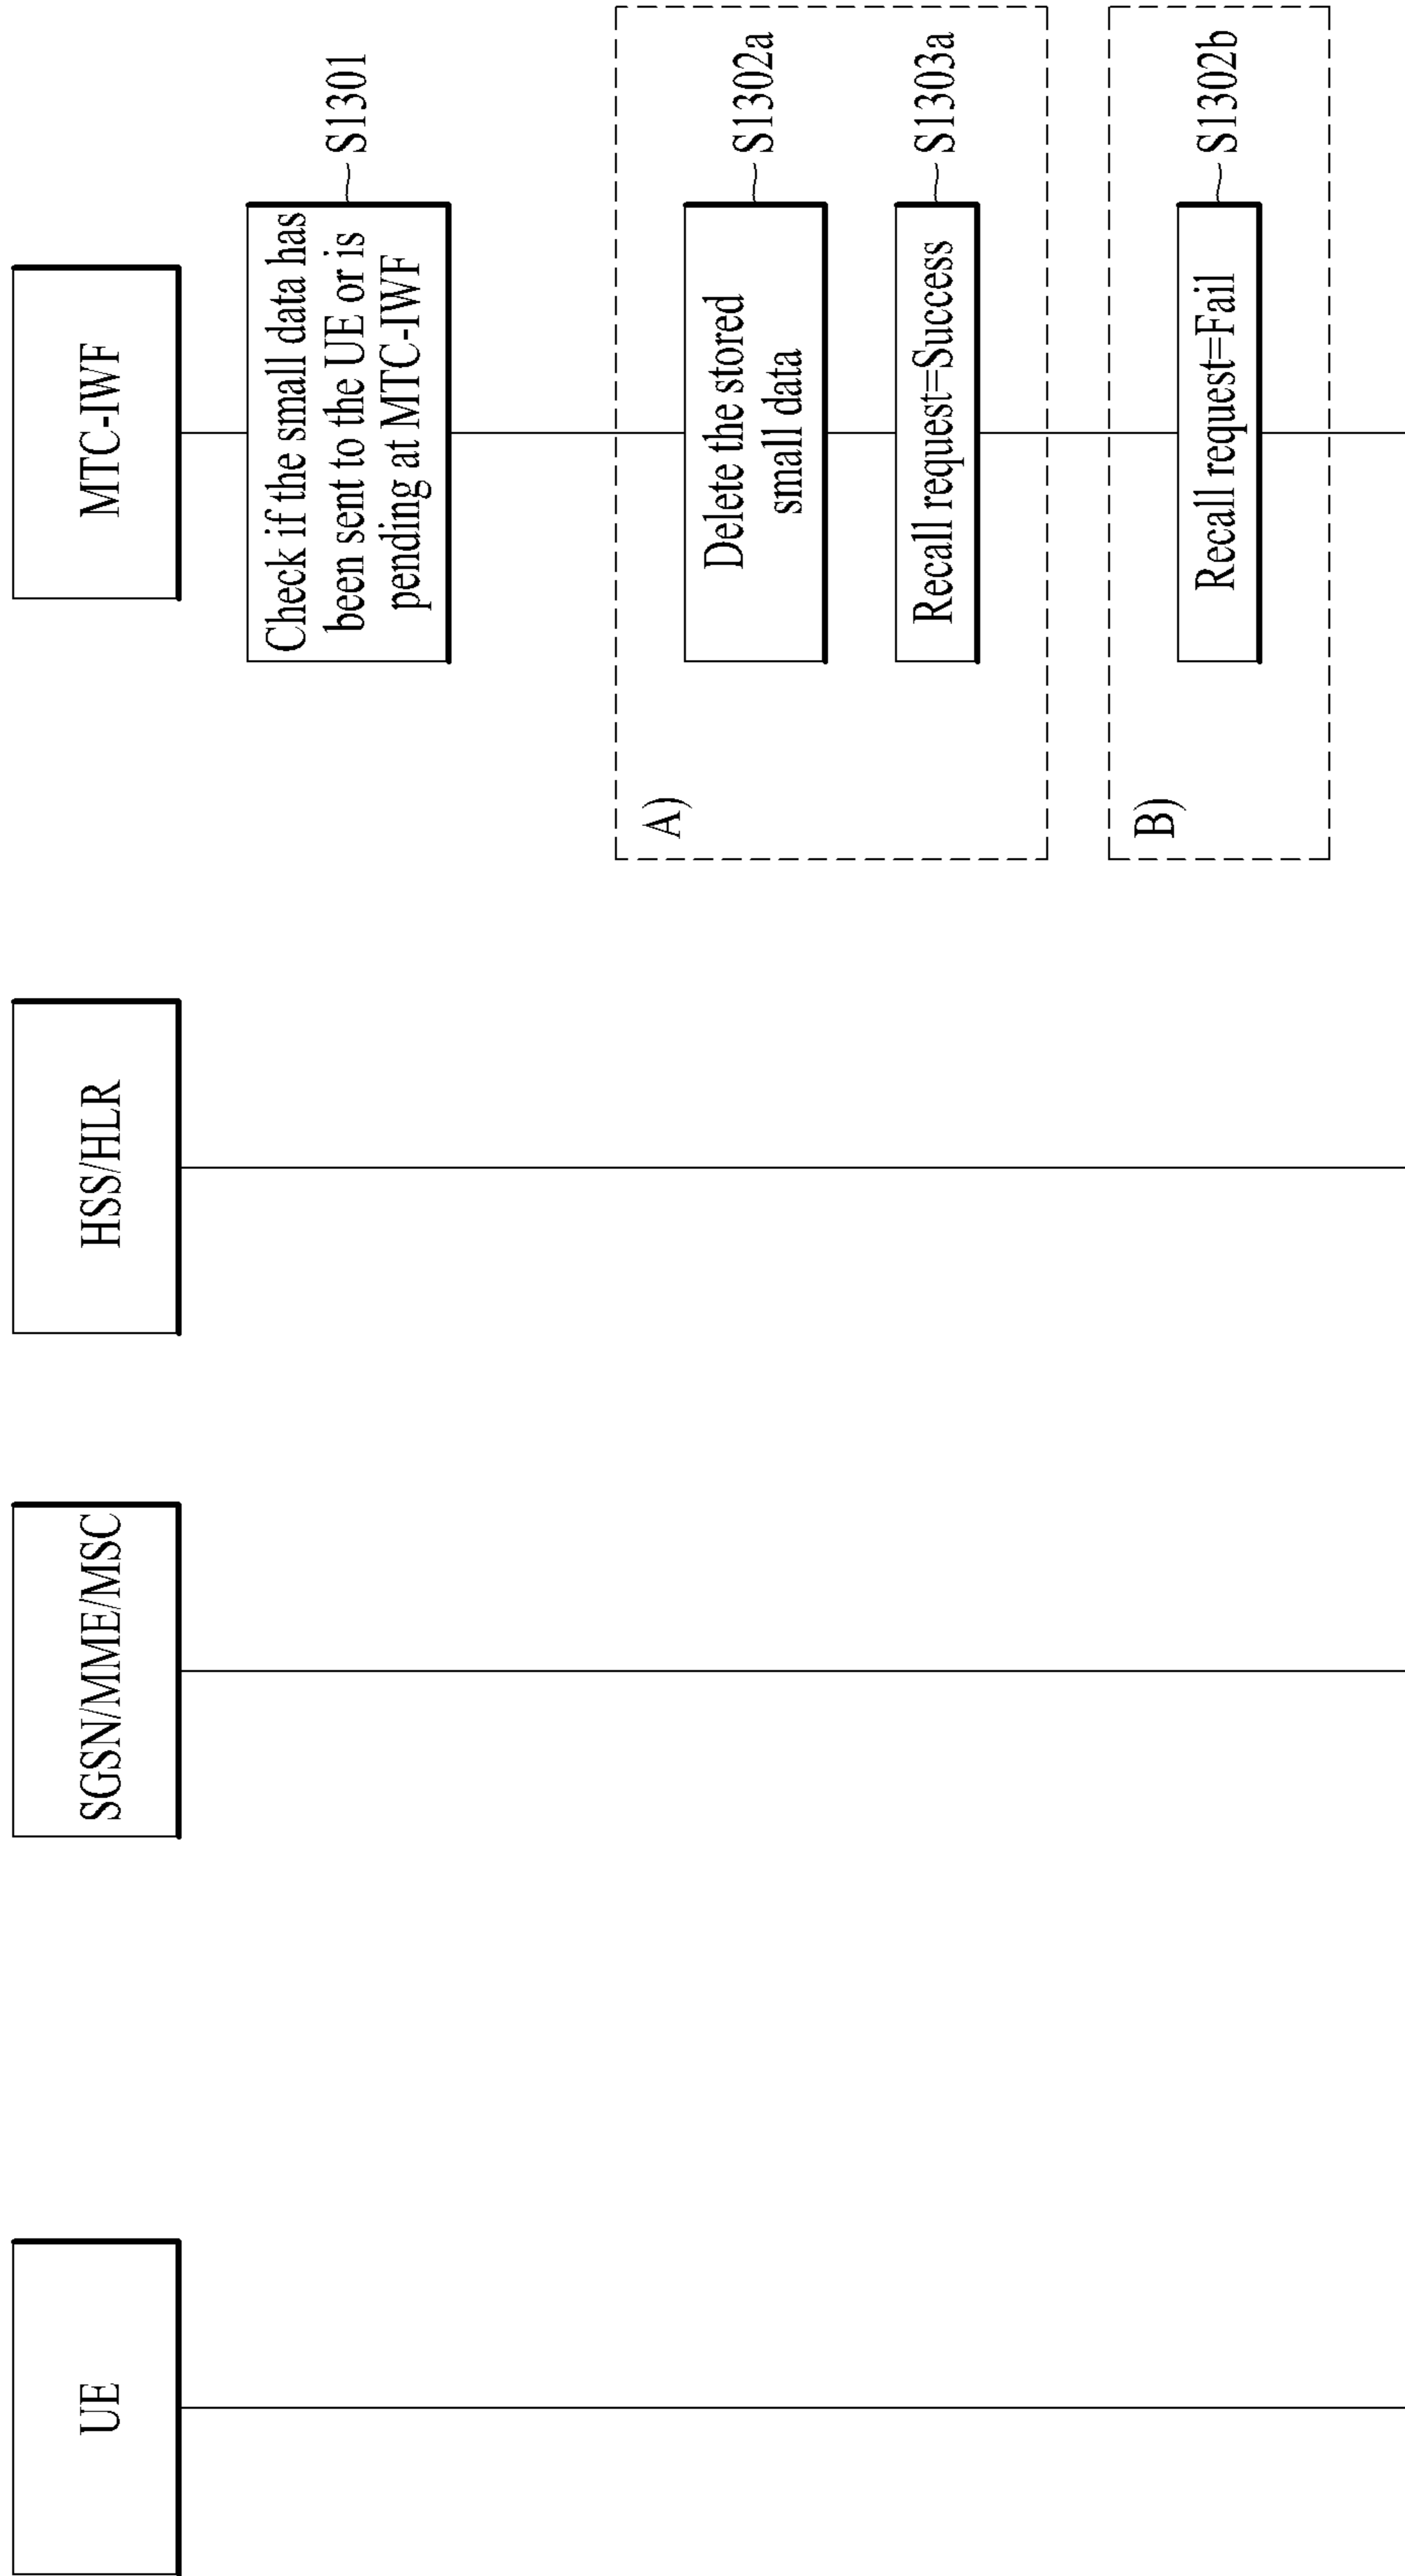 UE
SGSN/MME/MSC
HSS/HLR
MTC-IWF
Check if the small data has
been sent to the UE or is
pending at MTC-IWF
S1301
A)
Delete the stored
small data
S1302a
Recall request=Success
S1303a
B)
Recall request=Fail
S1302b